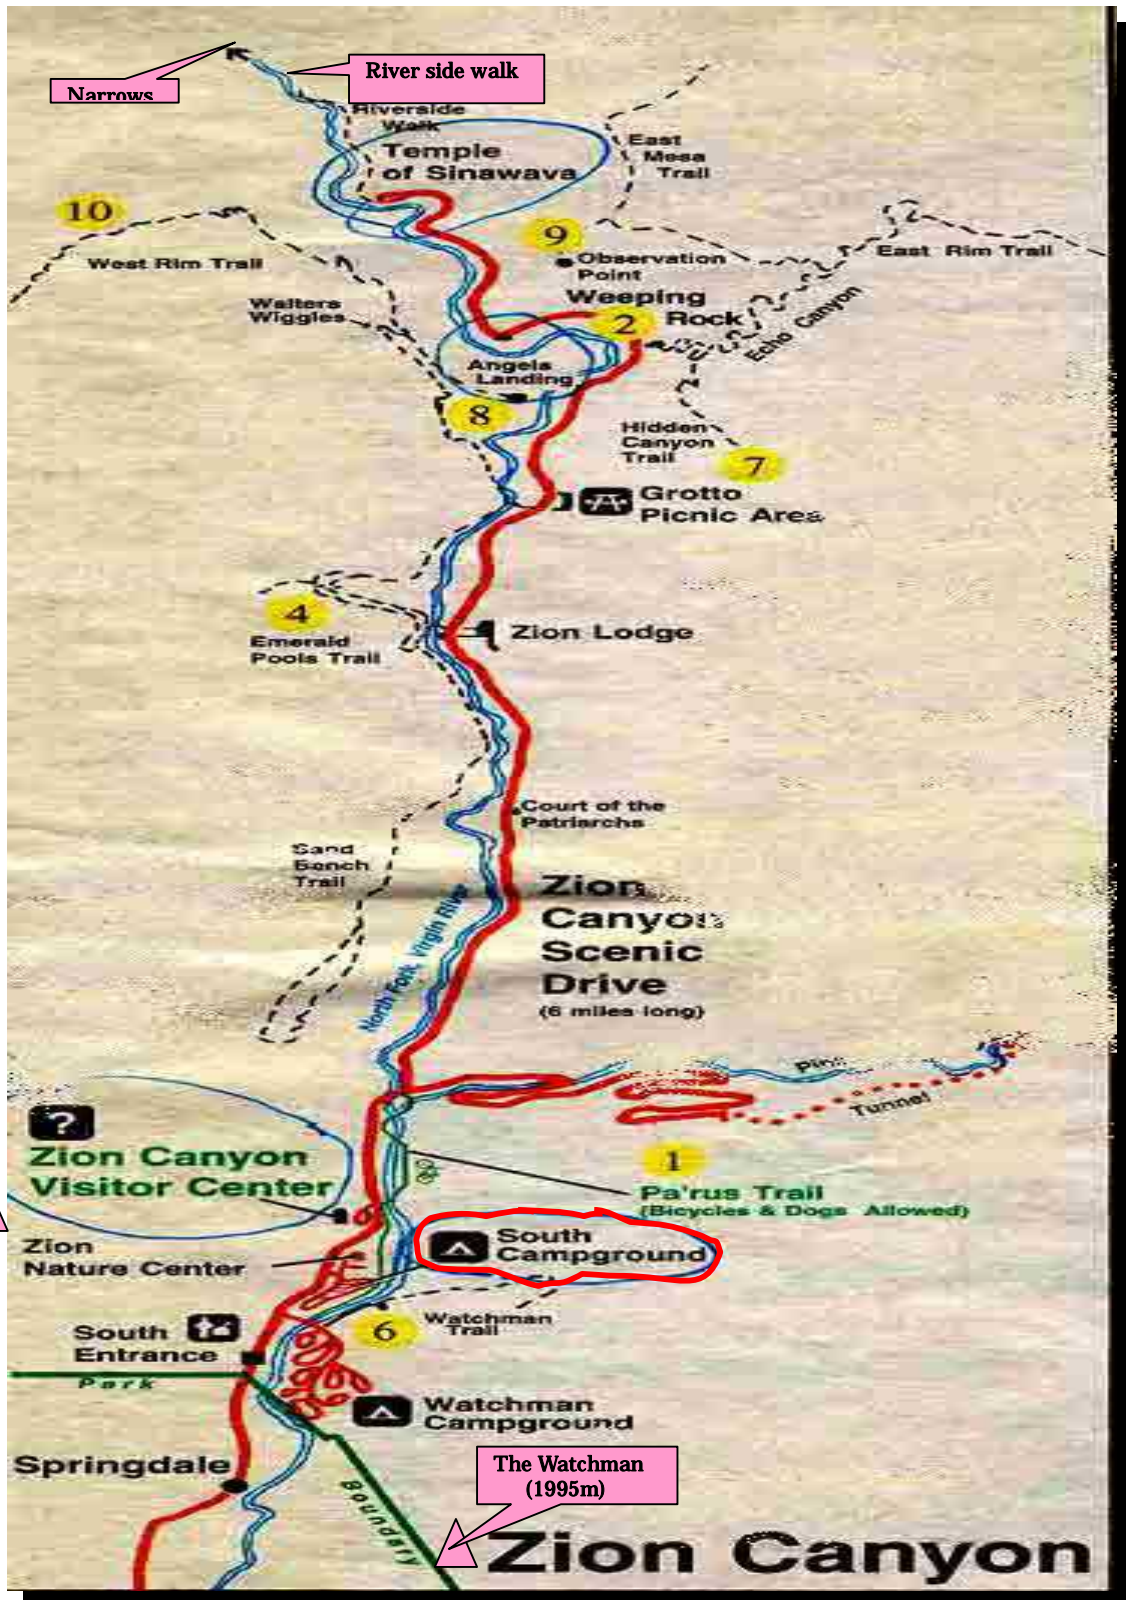 River side walk
Narrows
Riverside
Walk
Temple
of Sinawava
East
Mesa
Trail
10
9
West Rim Trail
Observation
Point
East Rim Trail
Walters
Wiggles
Weeping
Rock
2
Echo Canyon
Angels
Landing
8
Hidden
Canyon
Trail
7
Grotto
Picnic Area
4
Emerald
Pools Trail
Zion Lodge
Court of the
Patriarchs
Sand
Bench
Trail
North Fork, Virgin River
Zion
Canyon
Scenic
Drive
(6 miles long)
Pine
Tunnel
?
Zion Canyon
Visitor Center
1
Pa'rus Trail
(Bicycles & Dogs Allowed)
South
Campground
Zion
Nature Center
6
Watchman
Trail
South
Entrance
Park
Watchman
Campground
Springdale
Boundary
The Watchman
(1995m)
Zion Canyon